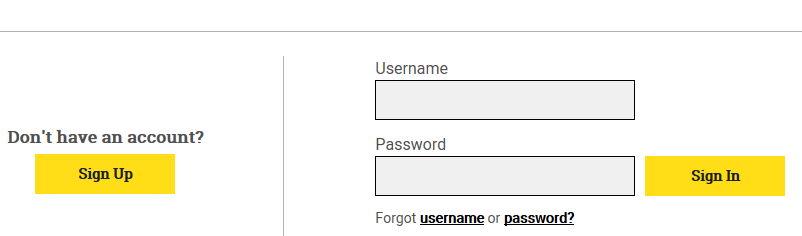 Don't have an account?
Sign Up
Username
Password
Sign In
Forgot username or password?